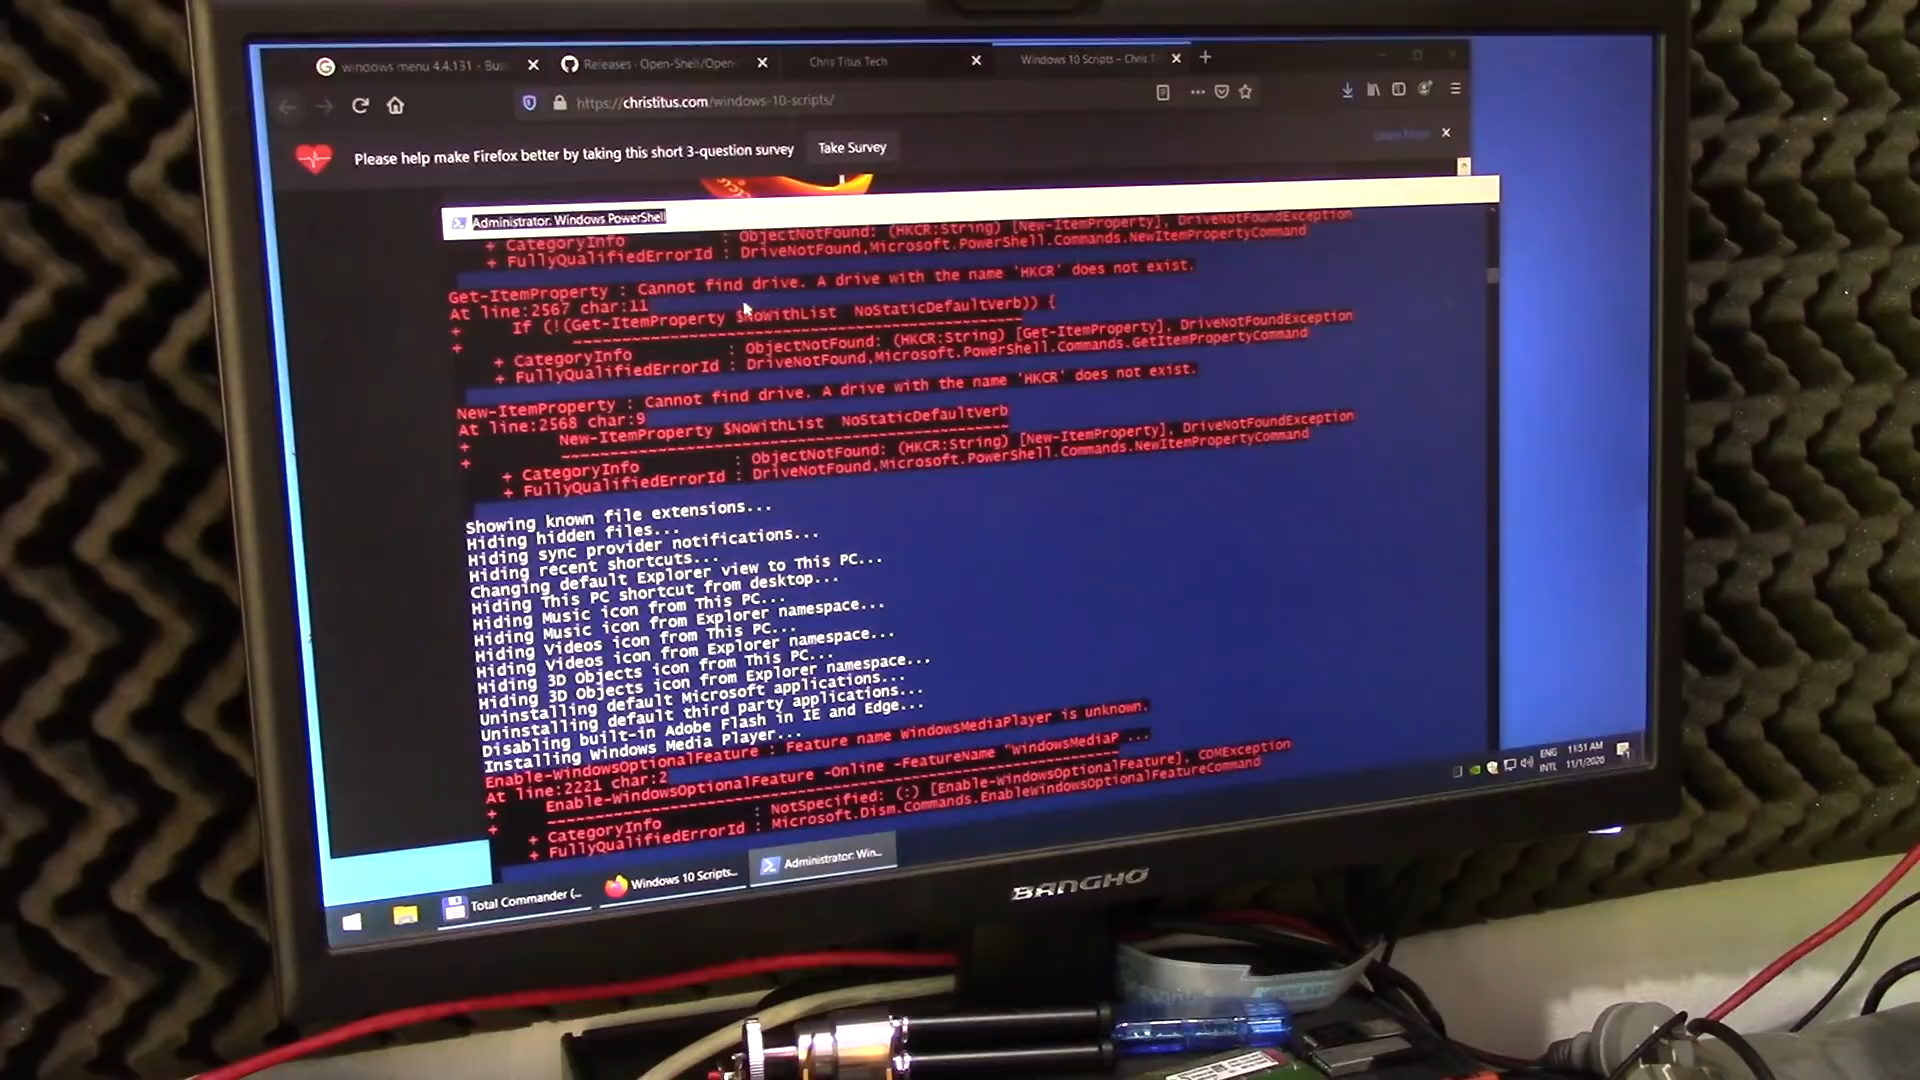 windows menu 4.4.131 - Bus
Releases · Open-Shell/Open-
Chris Titus Tech
Windows 10 Scripts – Chris T
https://christitus.com/windows-10-scripts/
Learn More
Please help make Firefox better by taking this short 3-question survey
Take Survey
Administrator: Windows PowerShell
+ CategoryInfo : ObjectNotFound: (HKCR:String) [New-ItemProperty], DriveNotFoundException
+ FullyQualifiedErrorId : DriveNotFound,Microsoft.PowerShell.Commands.NewItemPropertyCommand
Get-ItemProperty : Cannot find drive. A drive with the name 'HKCR' does not exist.
At line:2567 char:11
+ If (!(Get-ItemProperty $NoWithList NoStaticDefaultVerb)) {
+ ~~~~~~~~~~~~~~~~~~~~~~~~~~~~~~~~~~~~~~~~~~~~~~~~
+ CategoryInfo : ObjectNotFound: (HKCR:String) [Get-ItemProperty], DriveNotFoundException
+ FullyQualifiedErrorId : DriveNotFound,Microsoft.PowerShell.Commands.GetItemPropertyCommand
New-ItemProperty : Cannot find drive. A drive with the name 'HKCR' does not exist.
At line:2568 char:9
+ New-ItemProperty $NoWithList NoStaticDefaultVerb
+ ~~~~~~~~~~~~~~~~~~~~~~~~~~~~~~~~~~~~~~~~~~~~~~~~
+ CategoryInfo : ObjectNotFound: (HKCR:String) [New-ItemProperty], DriveNotFoundException
+ FullyQualifiedErrorId : DriveNotFound,Microsoft.PowerShell.Commands.NewItemPropertyCommand
Showing known file extensions...
Hiding hidden files...
Hiding sync provider notifications...
Hiding recent shortcuts...
Changing default Explorer view to This PC...
Hiding This PC shortcut from desktop...
Hiding Music icon from This PC...
Hiding Music icon from Explorer namespace...
Hiding Videos icon from This PC...
Hiding Videos icon from Explorer namespace...
Hiding 3D Objects icon from This PC...
Hiding 3D Objects icon from Explorer namespace...
Uninstalling default Microsoft applications...
Uninstalling default third party applications...
Disabling built-in Adobe Flash in IE and Edge...
Installing Windows Media Player...
Enable-WindowsOptionalFeature : Feature name WindowsMediaPlayer is unknown.
At line:2221 char:2
+ Enable-WindowsOptionalFeature -Online -FeatureName "WindowsMediaP ...
+ ~~~~~~~~~~~~~~~~~~~~~~~~~~~~~~~~~~~~~~~~~~~~~~~~~~~~~~~~~~~~~~~~~
+ CategoryInfo : NotSpecified: (:) [Enable-WindowsOptionalFeature], COMException
+ FullyQualifiedErrorId : Microsoft.Dism.Commands.EnableWindowsOptionalFeatureCommand
Total Commander (...
Windows 10 Scripts...
Administrator: Win...
ENG
INTL
11:51 AM
11/1/2020
BANGHO